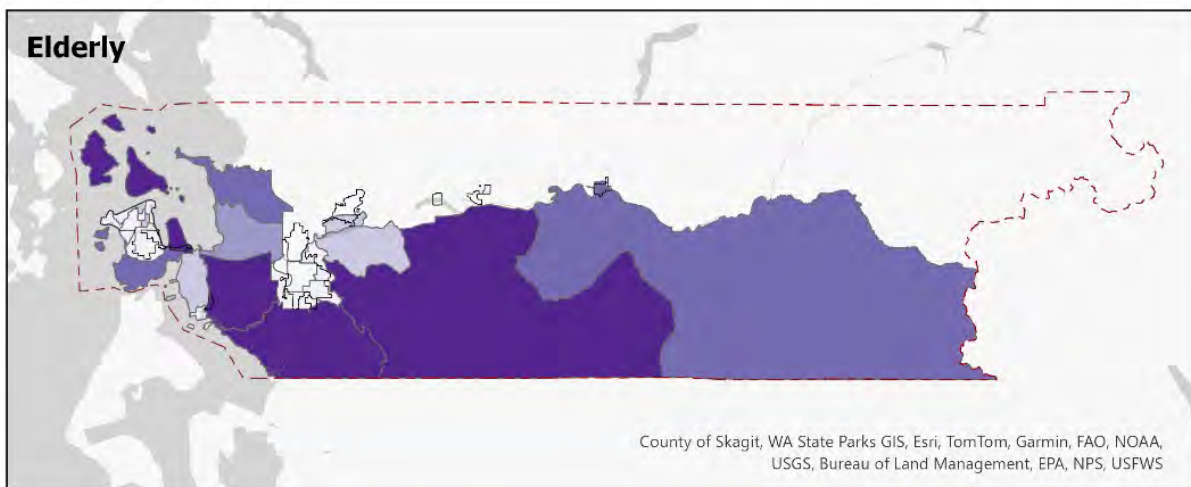 Elderly
County of Skagit, WA State Parks GIS, Esri, TomTom, Garmin, FAO, NOAA,
USGS, Bureau of Land Management, EPA, NPS, USFWS